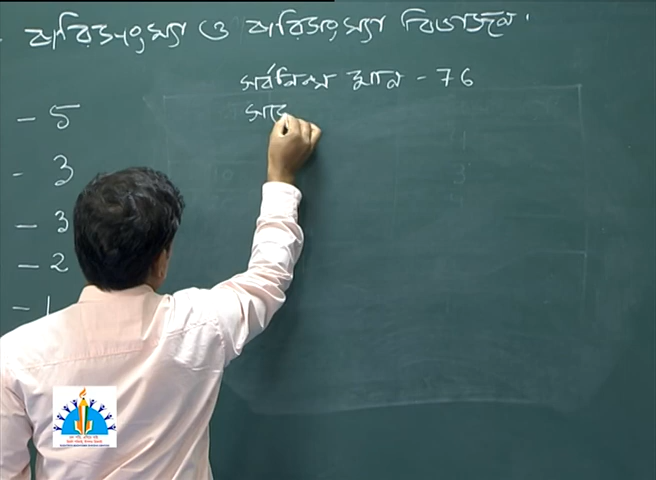 পরিসংখ্যা ও পরিসংখ্যা বিভাজন
সর্বনিম্ন মান - 76
- 5
- 3
- 3
- 2
- 1